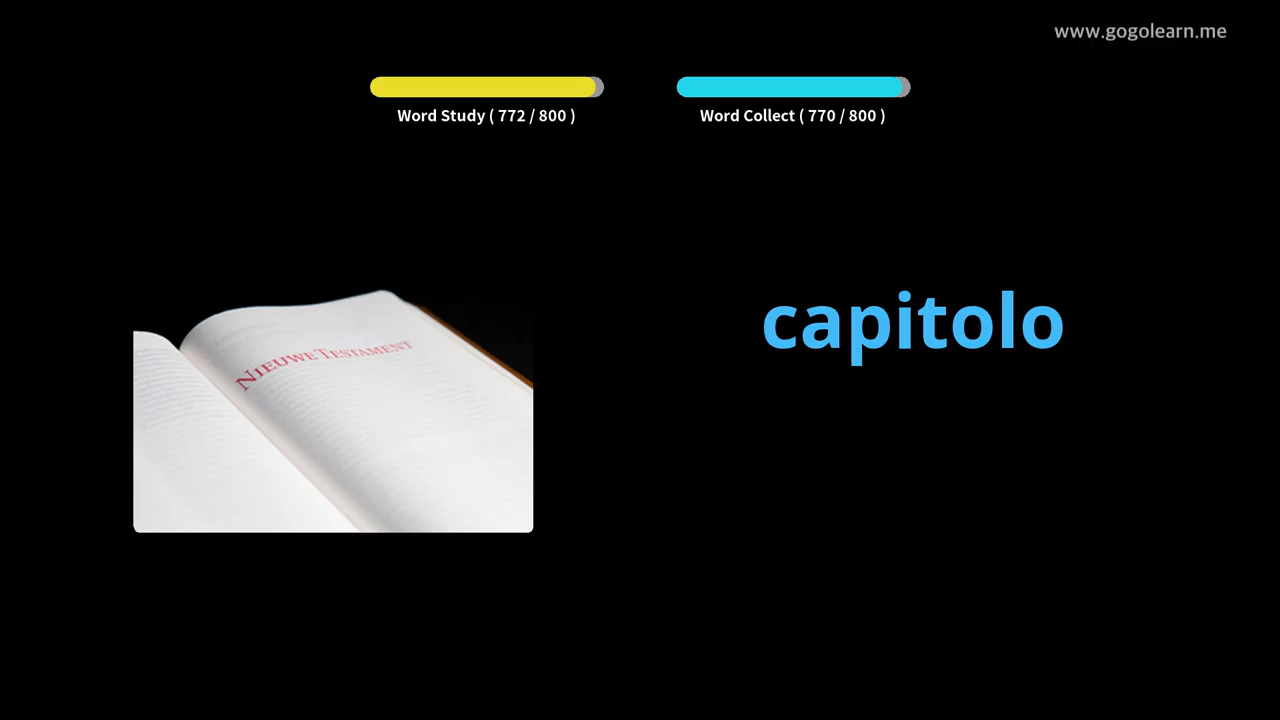 www.gogolearn.me
Word Study ( 772 / 800 )
Word Collect ( 770 / 800 )
NIEUWE TESTAMENT
capitolo